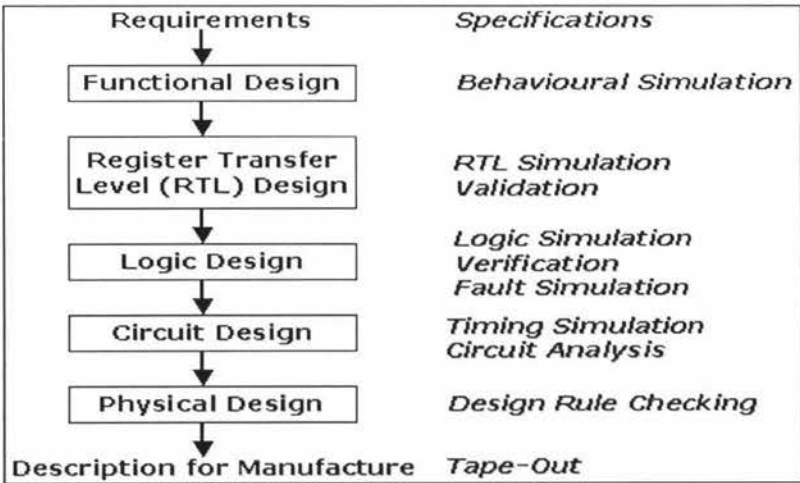 Requirements Specifications
Functional Design Behavioural Simulation
Register Transfer
Level (RTL) Design
RTL Simulation
Validation
Logic Design
Logic Simulation
Verification
Fault Simulation
Circuit Design
Timing Simulation
Circuit Analysis
Physical Design Design Rule Checking
Description for Manufacture Tape-Out